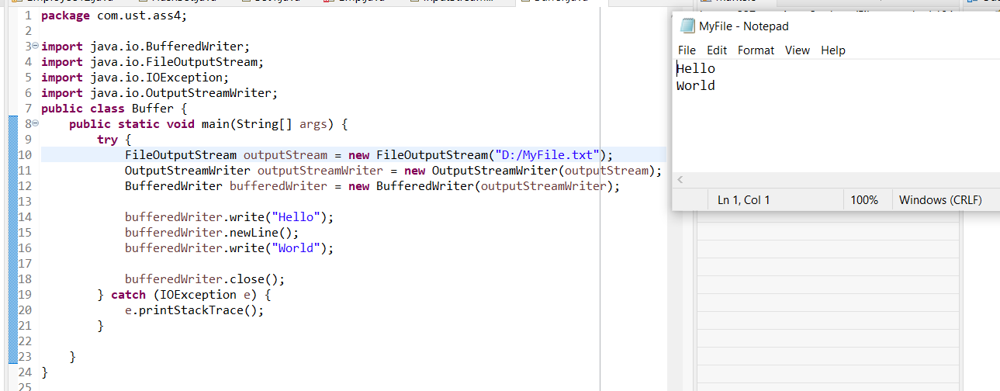 1 package com.ust.ass4;
2
3 import java.io.BufferedWriter;
4 import java.io.FileOutputStream;
5 import java.io.IOException;
6 import java.io.OutputStreamWriter;
7 public class Buffer {
8 public static void main(String[] args) {
9 try {
10 FileOutputStream outputStream = new FileOutputStream("D:/MyFile.txt");
11 OutputStreamWriter outputStreamWriter = new OutputStreamWriter(outputStream);
12 BufferedWriter bufferedWriter = new BufferedWriter(outputStreamWriter);
13
14 bufferedWriter.write("Hello");
15 bufferedWriter.newLine();
16 bufferedWriter.write("World");
17
18 bufferedWriter.close();
19 } catch (IOException e) {
20 e.printStackTrace();
21 }
22
23 }
24 }
25
MyFile - Notepad
File Edit Format View Help
Hello
World
Ln 1, Col 1 100% Windows (CRLF)